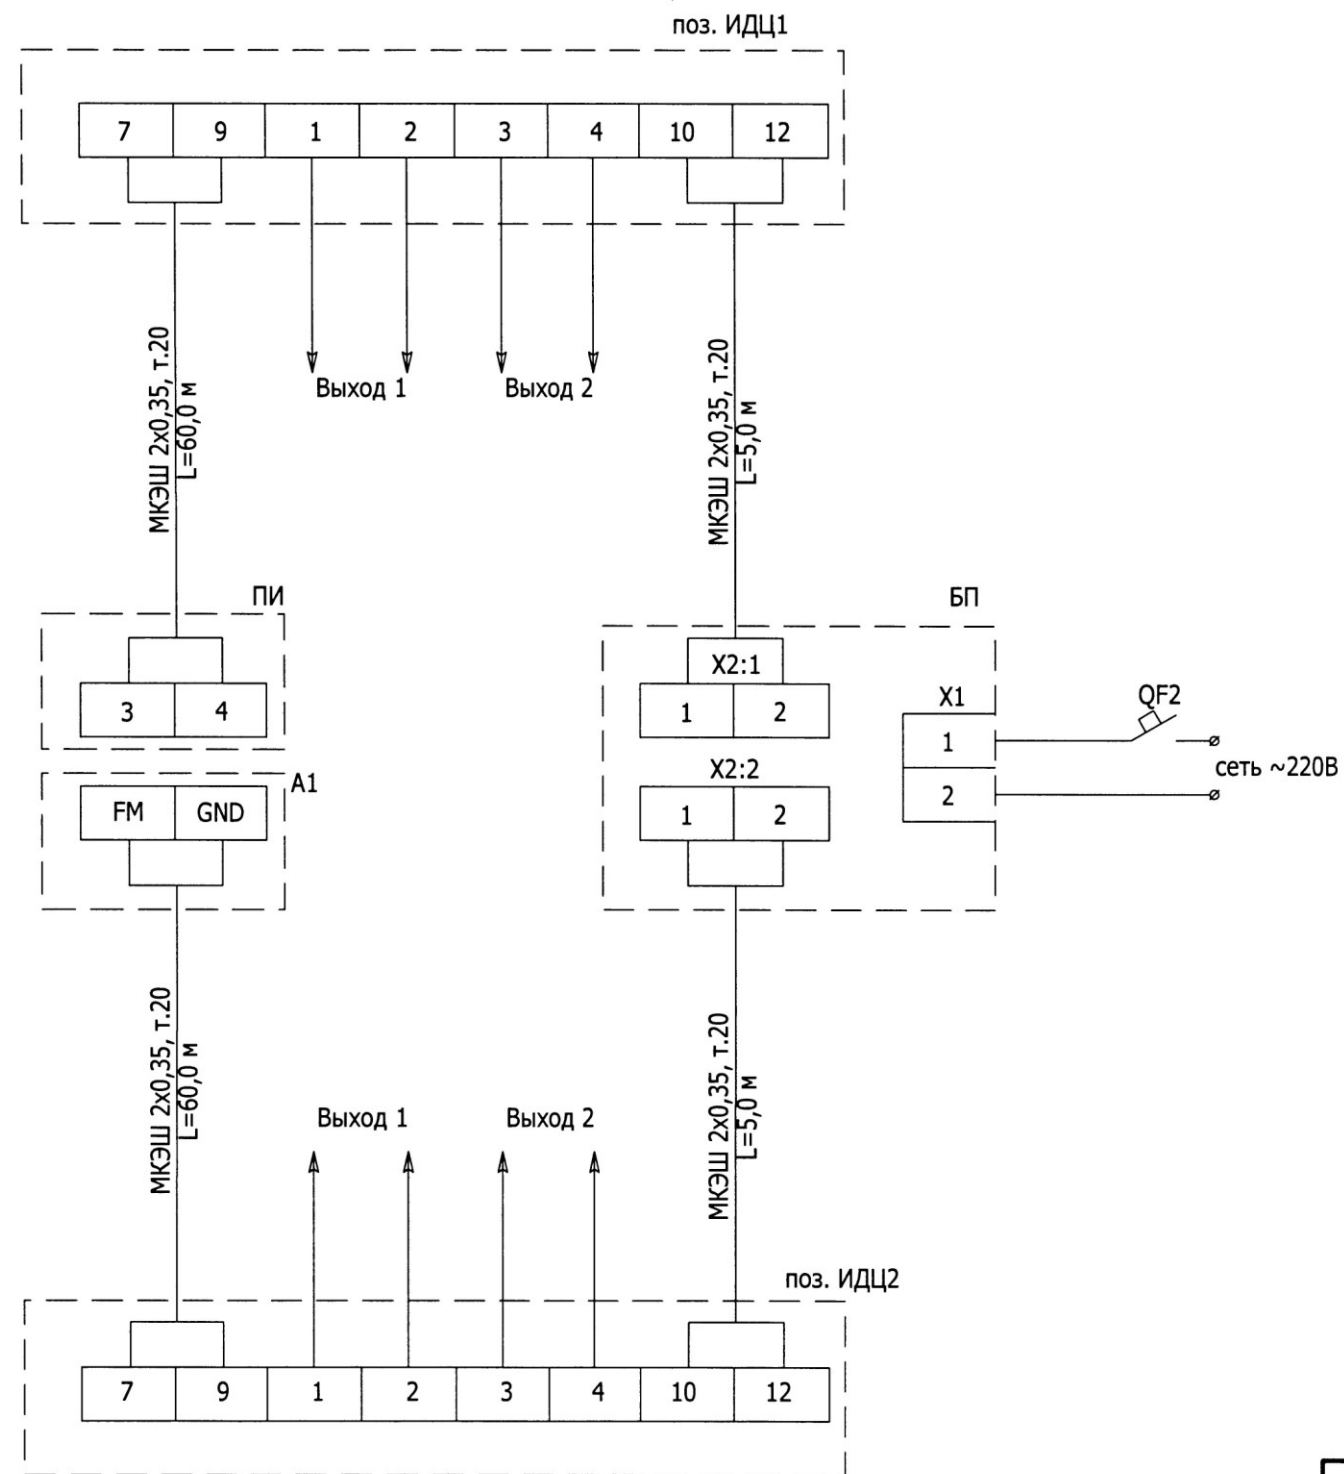 поз. ИДЦ1
7 9 1 2 3 4 10 12
МКЭШ 2х0,35, т.20
L=60,0 м
Выход 1
Выход 2
МКЭШ 2х0,35, т.20
L=5,0 м
ПИ
3 4
БП
X2:1
1 2
X1
1
2
QF2
сеть ~220В
А1
FM GND
X2:2
1 2
МКЭШ 2х0,35, т.20
L=60,0 м
Выход 1
Выход 2
МКЭШ 2х0,35, т.20
L=5,0 м
поз. ИДЦ2
7 9 1 2 3 4 10 12